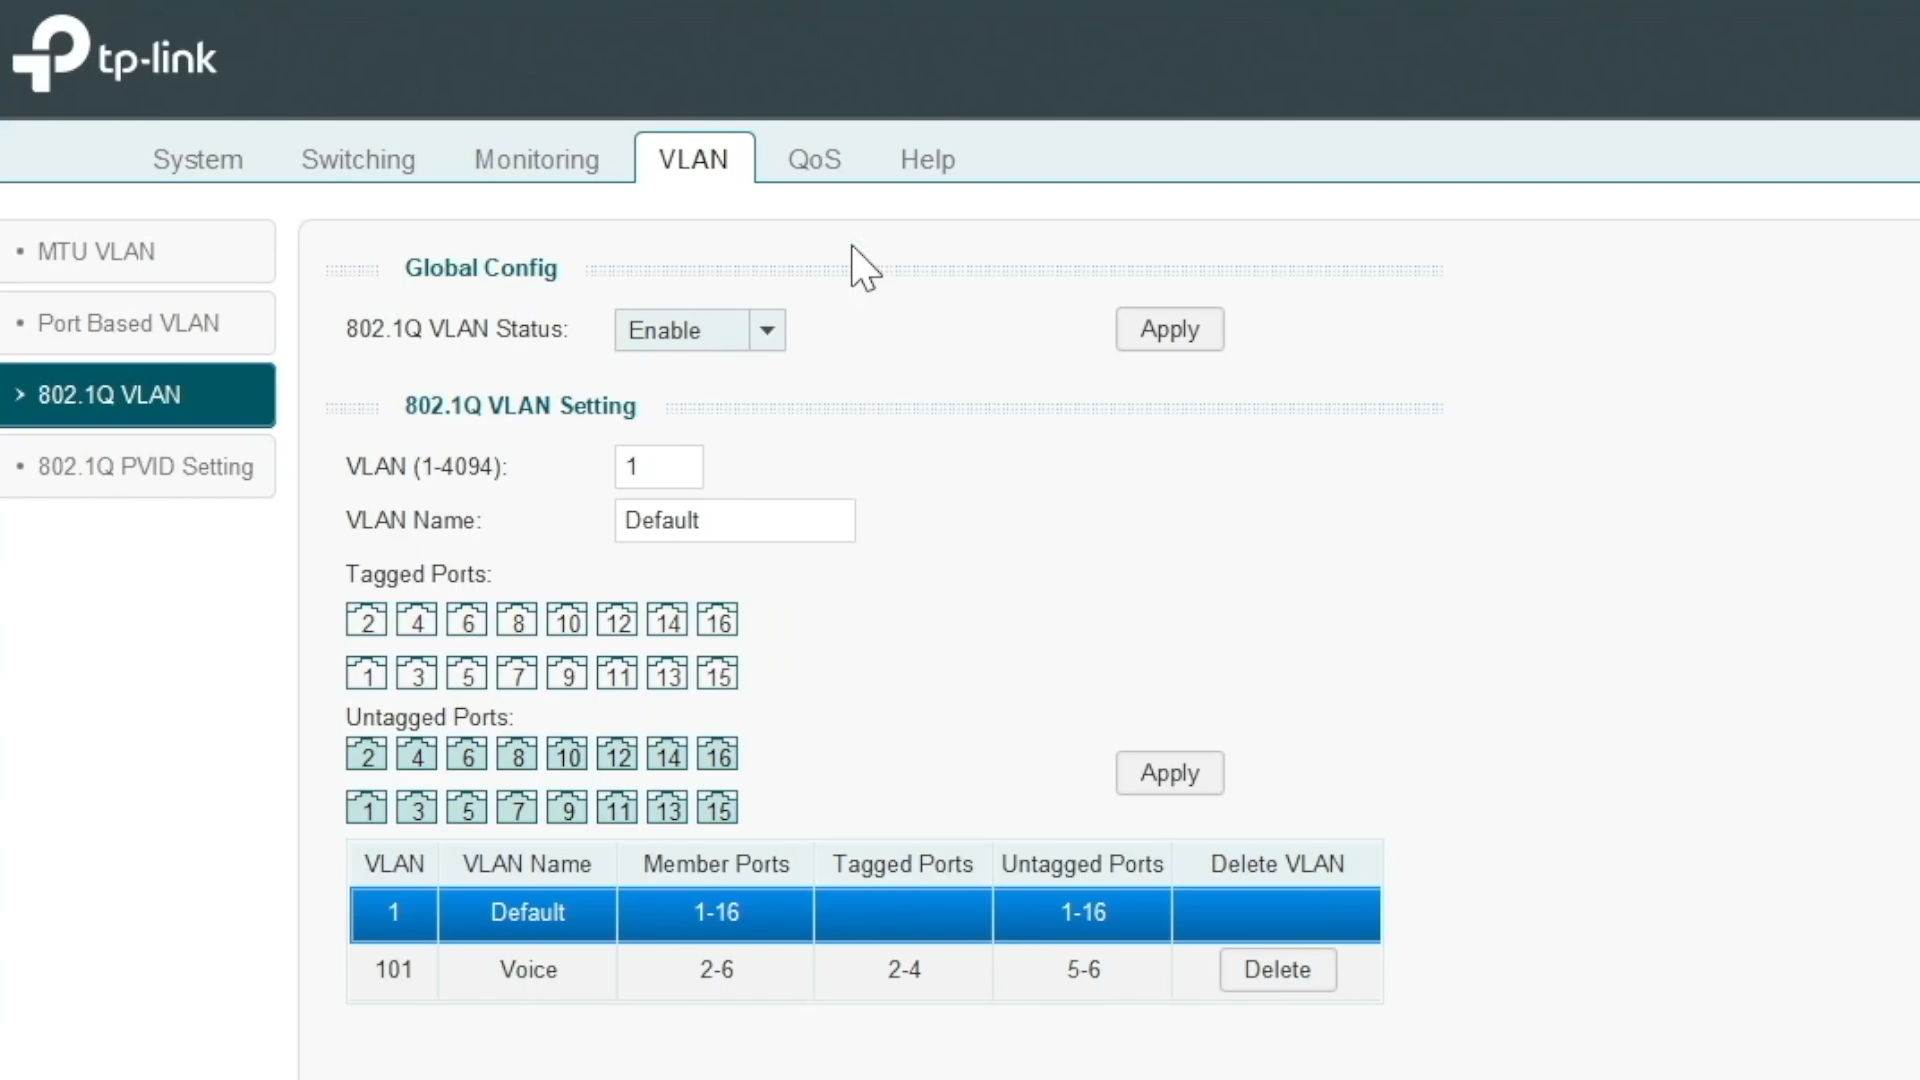 tp-link
System Switching Monitoring VLAN QoS Help
• MTU VLAN
• Port Based VLAN
› 802.1Q VLAN
• 802.1Q PVID Setting
Global Config
802.1Q VLAN Status: Enable Apply
802.1Q VLAN Setting
VLAN (1-4094): 1
VLAN Name: Default
Tagged Ports:
2 4 6 8 10 12 14 16
1 3 5 7 9 11 13 15
Untagged Ports:
2 4 6 8 10 12 14 16
Apply
1 3 5 7 9 11 13 15
VLAN VLAN Name Member Ports Tagged Ports Untagged Ports Delete VLAN
1 Default 1-16 1-16
101 Voice 2-6 2-4 5-6 Delete